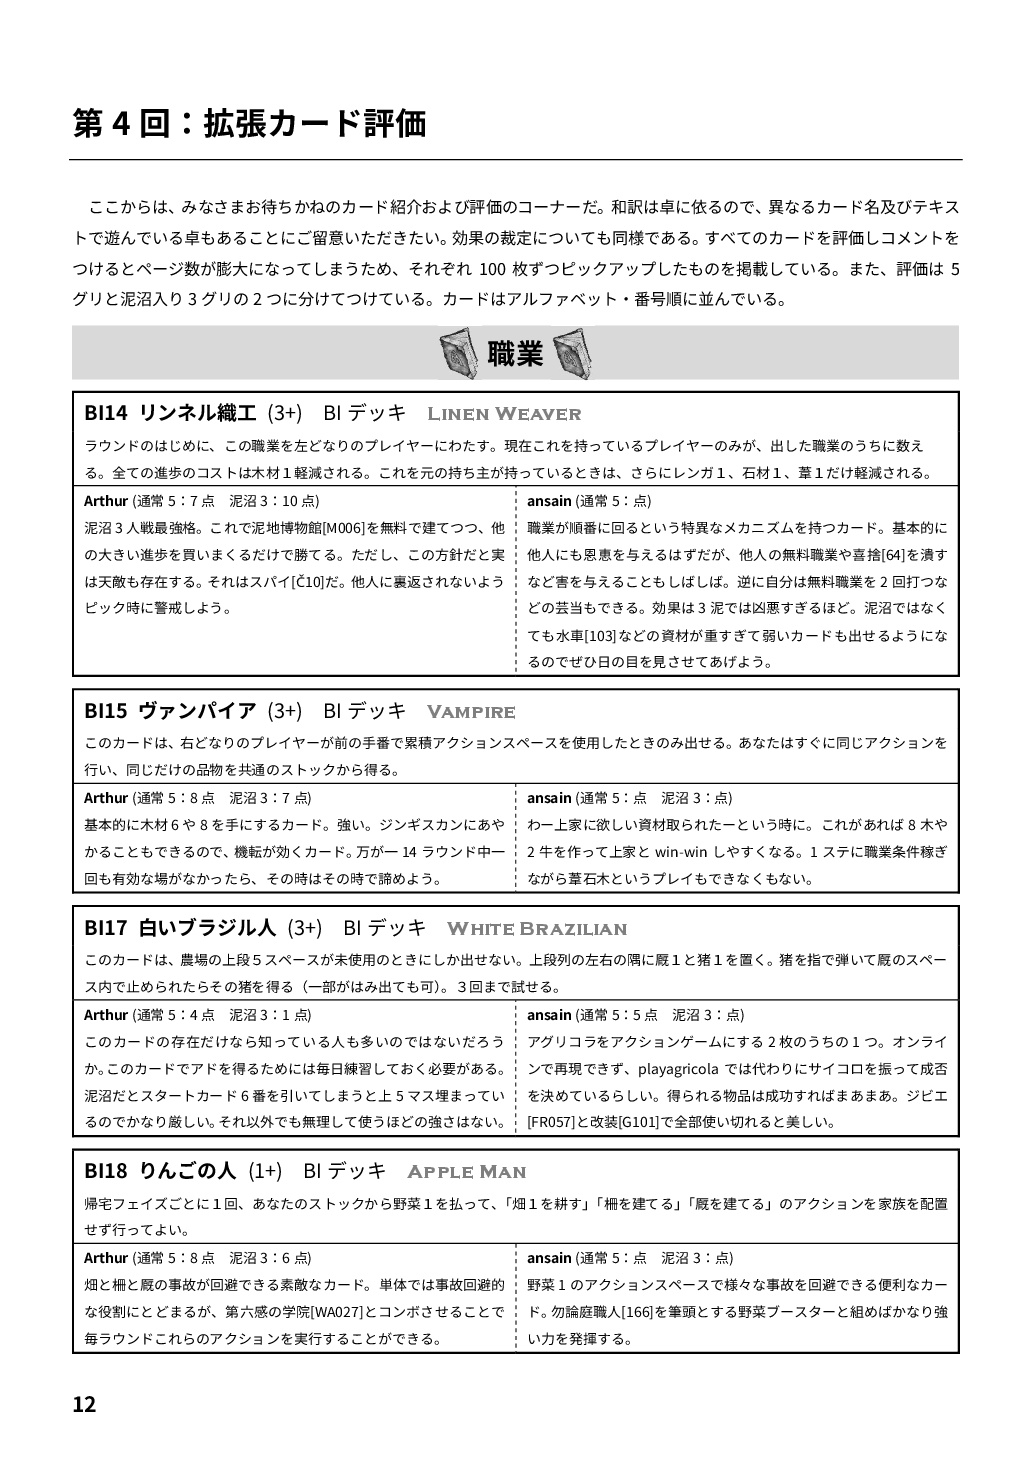 第 4 回：拡張カード評価
ここからは、みなさまお待ちかねのカード紹介および評価のコーナーだ。和訳は卓に依るので、異なるカード名及びテキス
トで遊んでいる卓もあることにご留意いただきたい。効果の裁定についても同様である。すべてのカードを評価しコメントを
つけるとページ数が膨大になってしまうため、それぞれ 100 枚ずつピックアップしたものを掲載している。また、評価は 5
グリと泥沼入り 3 グリの 2 つに分けてつけている。カードはアルファベット・番号順に並んでいる。
職業
BI14 リンネル織工 (3+) BI デッキ LINEN WEAVER
ラウンドのはじめに、この職業を左どなりのプレイヤーにわたす。現在これを持っているプレイヤーのみが、出した職業のうちに数え
る。全ての進歩のコストは木材１軽減される。これを元の持ち主が持っているときは、さらにレンガ１、石材１、葦１だけ軽減される。
Arthur (通常 5：7 点 泥沼 3：10 点)
泥沼 3 人戦最強格。これで泥地博物館[M006]を無料で建てつつ、他
の大きい進歩を買いまくるだけで勝てる。ただし、この方針だと実
は天敵も存在する。それはスパイ[Č10]だ。他人に裏返されないよう
ピック時に警戒しよう。
ansain (通常 5：点)
職業が順番に回るという特異なメカニズムを持つカード。基本的に
他人にも恩恵を与えるはずだが、他人の無料職業や喜捨[64]を潰す
など害を与えることもしばしば。逆に自分は無料職業を 2 回打つな
どの芸当もできる。効果は 3 泥では凶悪すぎるほど。泥沼ではなく
ても水車[103]などの資材が重すぎて弱いカードも出せるようにな
るのでぜひ日の目を見させてあげよう。
BI15 ヴァンパイア (3+) BI デッキ VAMPIRE
このカードは、右どなりのプレイヤーが前の手番で累積アクションスペースを使用したときのみ出せる。あなたはすぐに同じアクションを
行い、同じだけの品物を共通のストックから得る。
Arthur (通常 5：8 点 泥沼 3：7 点)
基本的に木材 6 や 8 を手にするカード。強い。ジンギスカンにあや
かることもできるので、機転が効くカード。万が一 14 ラウンド中一
回も有効な場がなかったら、その時はその時で諦めよう。
ansain (通常 5：点 泥沼 3：点)
わー上家に欲しい資材取られたーという時に。これがあれば 8 木や
2 牛を作って上家と win-win しやすくなる。1 ステに職業条件稼ぎ
ながら葦石木というプレイもできなくもない。
BI17 白いブラジル人 (3+) BI デッキ WHITE BRAZILIAN
このカードは、農場の上段５スペースが未使用のときにしか出せない。上段列の左右の隅に厩１と猪１を置く。猪を指で弾いて厩のスペー
ス内で止められたらその猪を得る（一部がはみ出ても可）。３回まで試せる。
Arthur (通常 5：4 点 泥沼 3：1 点)
このカードの存在だけなら知っている人も多いのではないだろう
か。このカードでアドを得るためには毎日練習しておく必要がある。
泥沼だとスタートカード 6 番を引いてしまうと上 5 マス埋まってい
るのでかなり厳しい。それ以外でも無理して使うほどの強さはない。
ansain (通常 5：5 点 泥沼 3：点)
アグリコラをアクションゲームにする 2 枚のうちの 1 つ。オンライ
ンで再現できず、playagricola では代わりにサイコロを振って成否
を決めているらしい。得られる物品は成功すればまあまあ。ジビエ
[FR057]と改装[G101]で全部使い切れると美しい。
BI18 りんごの人 (1+) BI デッキ APPLE MAN
帰宅フェイズごとに１回、あなたのストックから野菜１を払って、「畑１を耕す」「柵を建てる」「厩を建てる」のアクションを家族を配置
せず行ってよい。
Arthur (通常 5：8 点 泥沼 3：6 点)
畑と柵と厩の事故が回避できる素敵なカード。単体では事故回避的
な役割にとどまるが、第六感の学院[WA027]とコンボさせることで
毎ラウンドこれらのアクションを実行することができる。
ansain (通常 5：点 泥沼 3：点)
野菜 1 のアクションスペースで様々な事故を回避できる便利なカー
ド。勿論庭職人[166]を筆頭とする野菜ブースターと組めばかなり強
い力を発揮する。
12